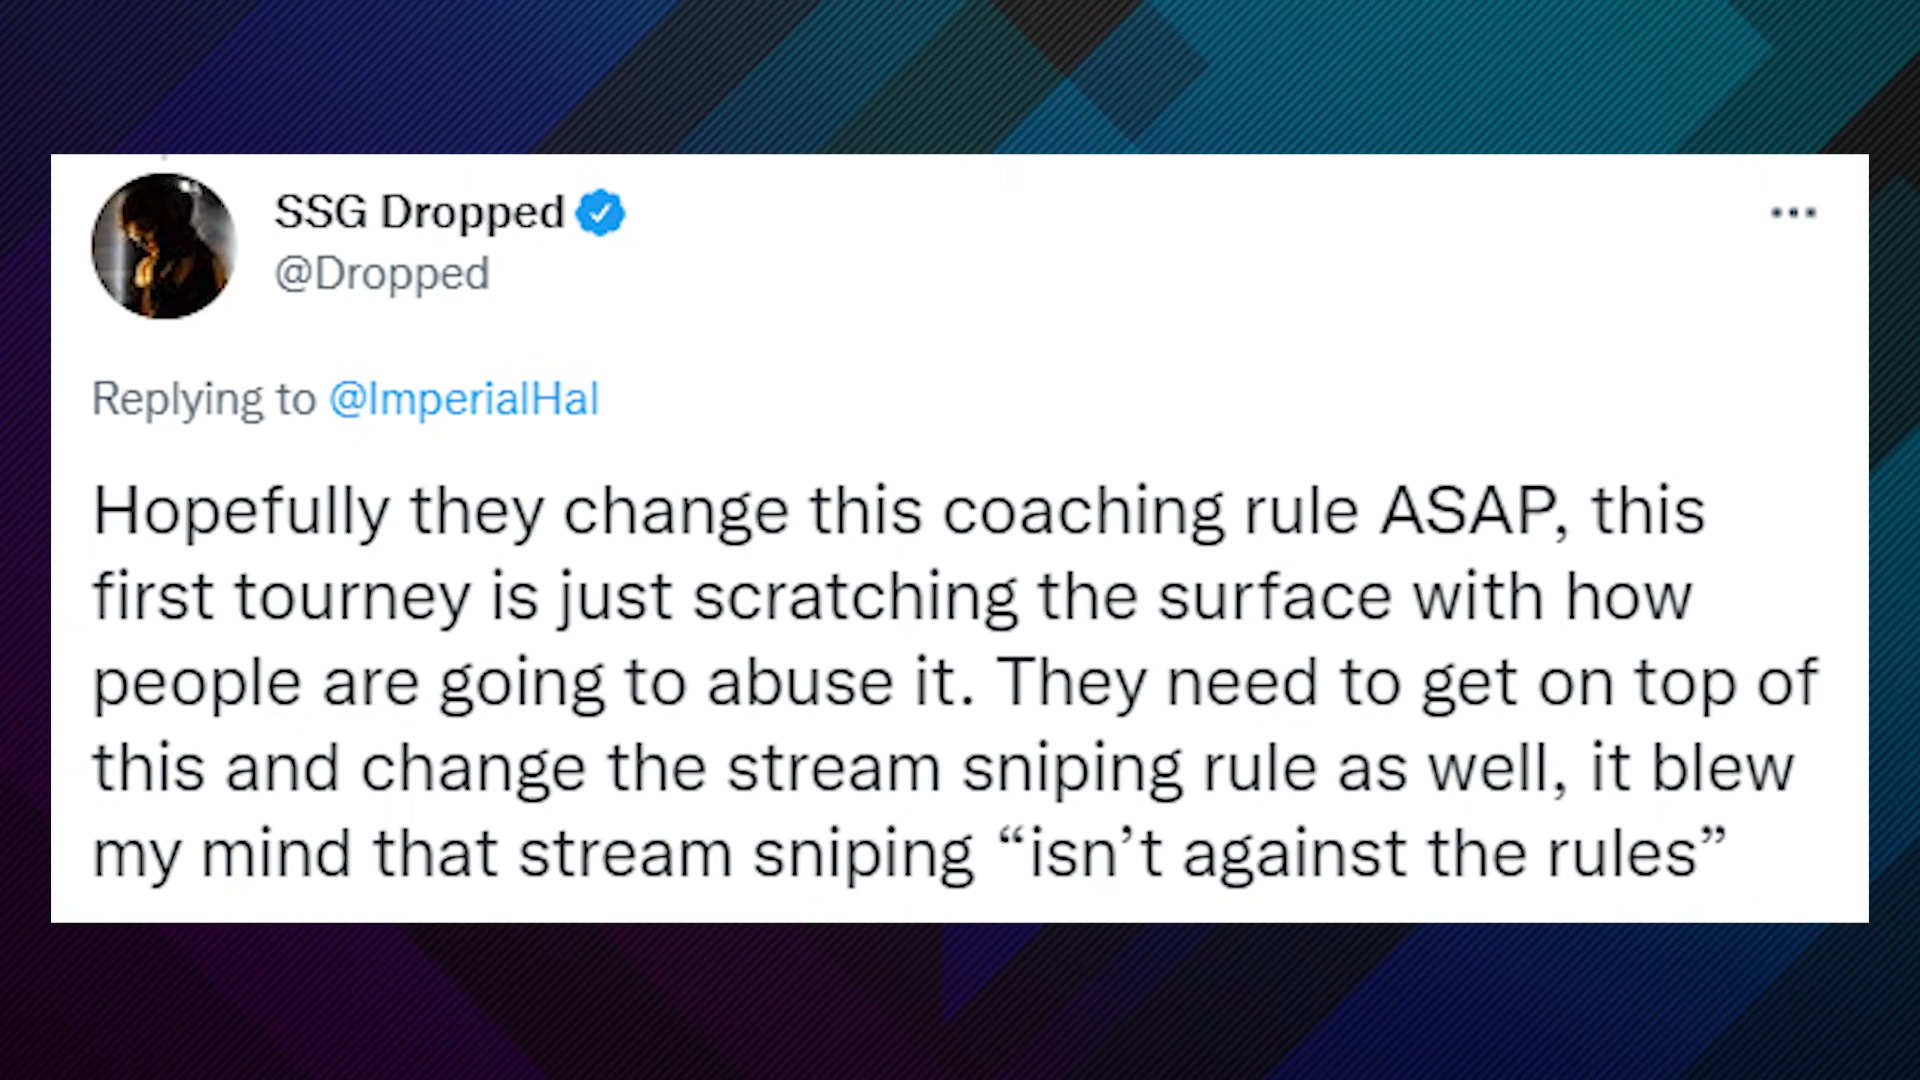 SSG Dropped
@Dropped
Replying to @ImperialHal
Hopefully they change this coaching rule ASAP, this
first tourney is just scratching the surface with how
people are going to abuse it. They need to get on top of
this and change the stream sniping rule as well, it blew
my mind that stream sniping “isn’t against the rules”